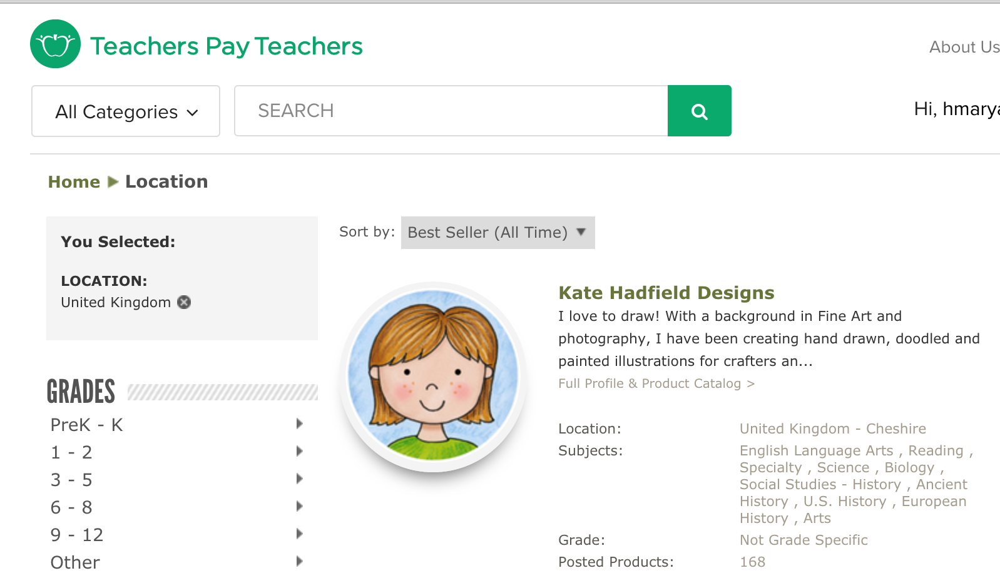 Teachers Pay Teachers
About Us
All Categories
SEARCH
Hi, hmarya
Home Location
You Selected:
LOCATION:
United Kingdom
Sort by: Best Seller (All Time)
GRADES
PreK - K
1 - 2
3 - 5
6 - 8
9 - 12
Other
Kate Hadfield Designs
I love to draw! With a background in Fine Art and
photography, I have been creating hand drawn, doodled and
painted illustrations for crafters an...
Full Profile & Product Catalog >
Location: United Kingdom - Cheshire
Subjects: English Language Arts , Reading ,
Specialty , Science , Biology ,
Social Studies - History , Ancient
History , U.S. History , European
History , Arts
Grade: Not Grade Specific
Posted Products: 168